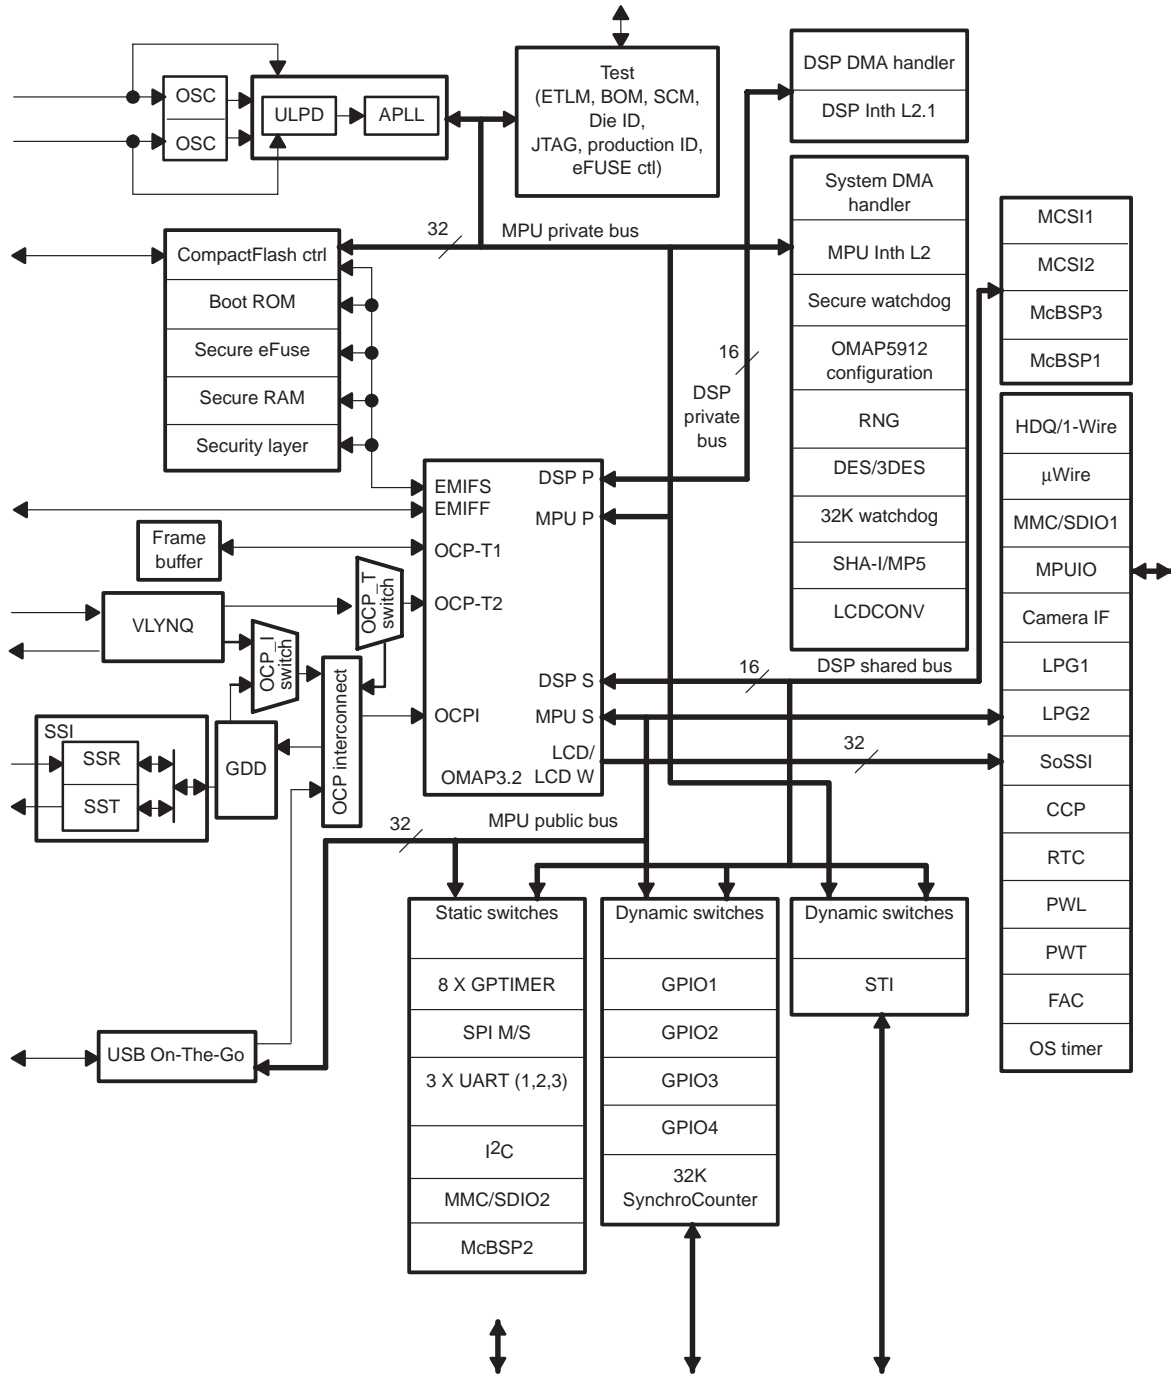 OSC
OSC
ULPD
APLL
Test
(ETLM, BOM, SCM,
Die ID,
JTAG, production ID,
eFUSE ctl)
DSP DMA handler
DSP Inth L2.1
System DMA
handler
MPU Inth L2
Secure watchdog
OMAP5912
configuration
RNG
DES/3DES
32K watchdog
SHA-I/MP5
LCDCONV
MCSI1
MCSI2
McBSP3
McBSP1
32
MPU private bus
CompactFlash ctrl
Boot ROM
Secure eFuse
Secure RAM
Security layer
16
DSP
private
bus
HDQ/1-Wire
µWire
MMC/SDIO1
MPUIO
Camera IF
LPG1
LPG2
SoSSI
CCP
RTC
PWL
PWT
FAC
OS timer
EMIFS
EMIFF
OCP-T1
OCP-T2
OCPI
DSP P
MPU P
DSP S
MPU S
LCD/
LCD W
OMAP3.2
Frame
buffer
OCP_T
switch
VLYNQ
OCP_I
switch
OCP interconnect
SSI
SSR
SST
GDD
16
DSP shared bus
32
32
MPU public bus
USB On-The-Go
Static switches
8 X GPTIMER
SPI M/S
3 X UART (1,2,3)
I2C
MMC/SDIO2
McBSP2
Dynamic switches
GPIO1
GPIO2
GPIO3
GPIO4
32K
SynchroCounter
Dynamic switches
STI